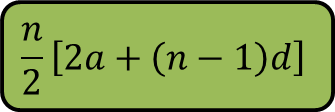 n/2 [2a + (n − 1)d]